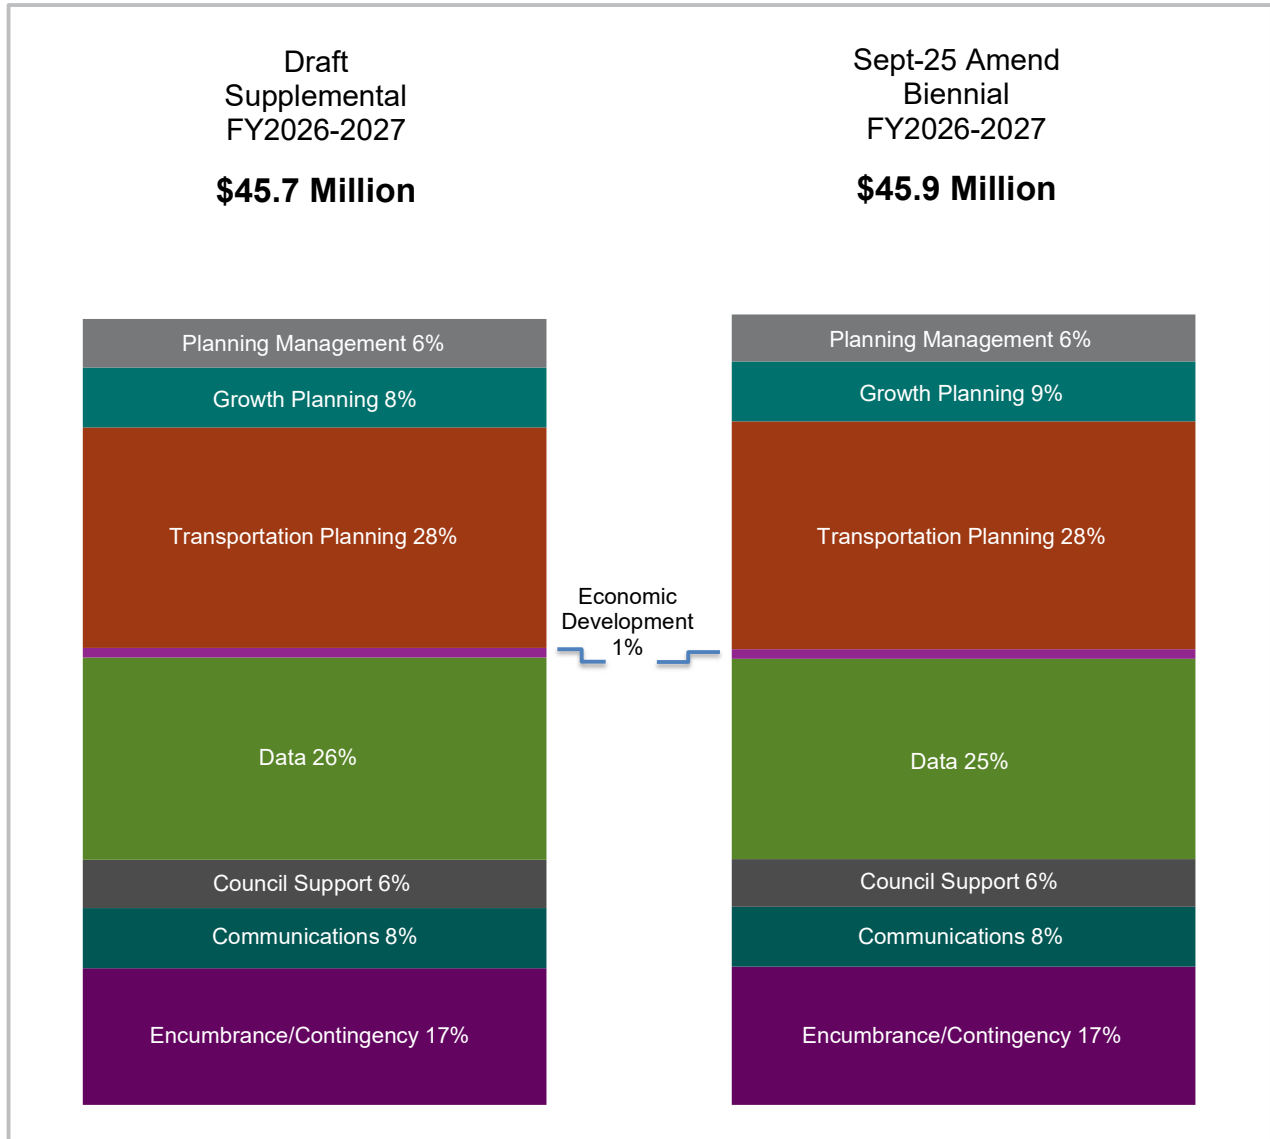 Draft
Supplemental
FY2026-2027
$45.7 Million
Sept-25 Amend
Biennial
FY2026-2027
$45.9 Million
Planning Management 6%
Growth Planning 8%
Transportation Planning 28%
Economic
Development
1%
Data 26%
Council Support 6%
Communications 8%
Encumbrance/Contingency 17%
Planning Management 6%
Growth Planning 9%
Transportation Planning 28%
Data 25%
Council Support 6%
Communications 8%
Encumbrance/Contingency 17%